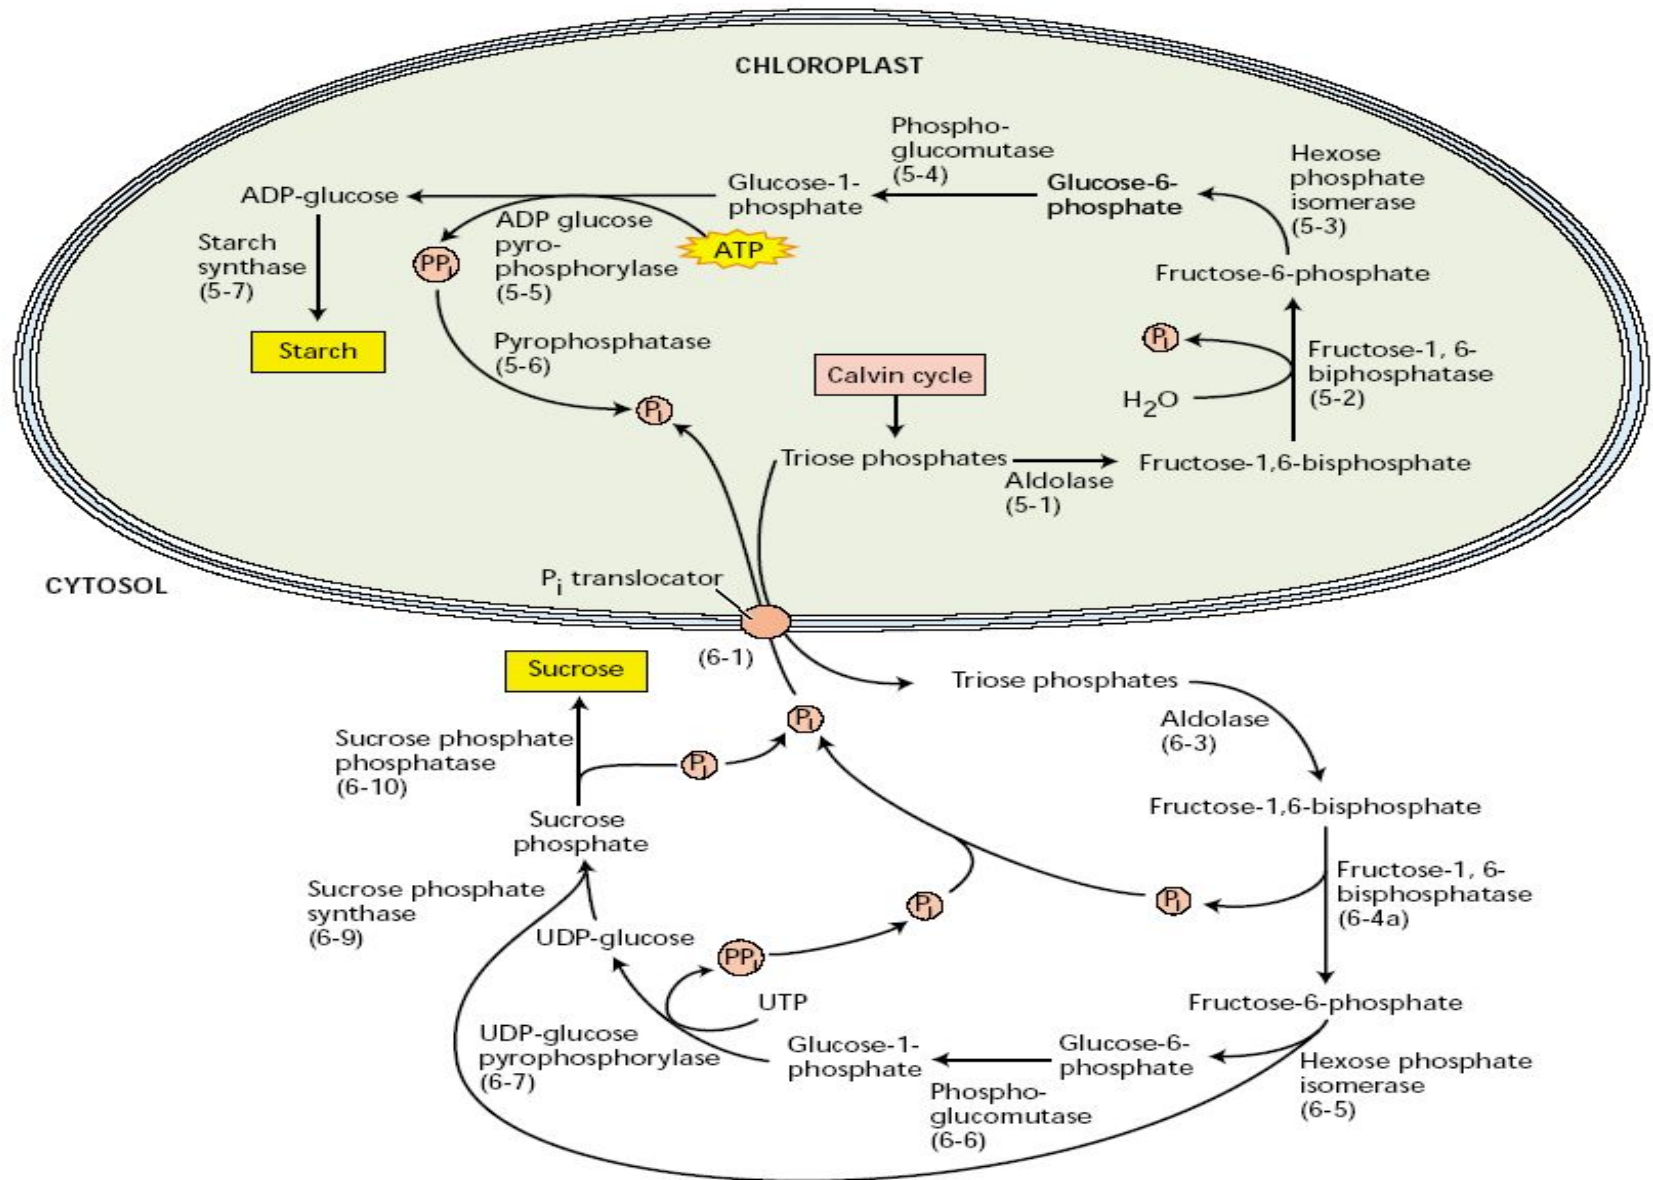 CHLOROPLAST
Phospho-
glucomutase
(5-4)
Hexose
phosphate
isomerase
(5-3)
ADP-glucose
Glucose-1-
phosphate
Glucose-6-
phosphate
Starch
synthase
(5-7)
ADP glucose
pyro-
phosphorylase
(5-5)
ATP
PPi
Fructose-6-phosphate
Starch
Pyrophosphatase
(5-6)
Pi
Fructose-1, 6-
biphosphatase
(5-2)
H2O
Calvin cycle
Pi
Triose phosphates
Aldolase
(5-1)
Fructose-1,6-bisphosphate
CYTOSOL
Pi translocator
(6-1)
Sucrose
Triose phosphates
Aldolase
(6-3)
Pi
Sucrose phosphate
phosphatase
(6-10)
Pi
Fructose-1,6-bisphosphate
Sucrose
phosphate
Fructose-1, 6-
bisphosphatase
(6-4a)
Sucrose phosphate
synthase
(6-9)
Pi
Pi
UDP-glucose
PPi
UTP
Fructose-6-phosphate
UDP-glucose
pyrophosphorylase
(6-7)
Glucose-1-
phosphate
Glucose-6-
phosphate
Hexose phosphate
isomerase
(6-5)
Phospho-
glucomutase
(6-6)